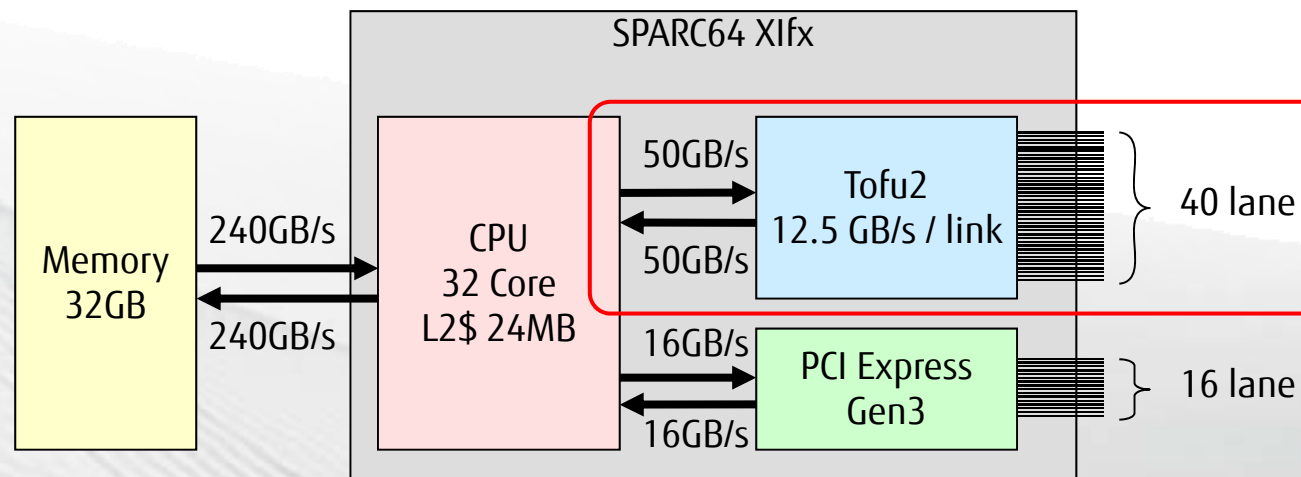 SPARC64 XIfx
Memory
32GB
240GB/s
240GB/s
CPU
32 Core
L2$ 24MB
50GB/s
50GB/s
Tofu2
12.5 GB/s / link
40 lane
16GB/s
16GB/s
PCI Express
Gen3
16 lane